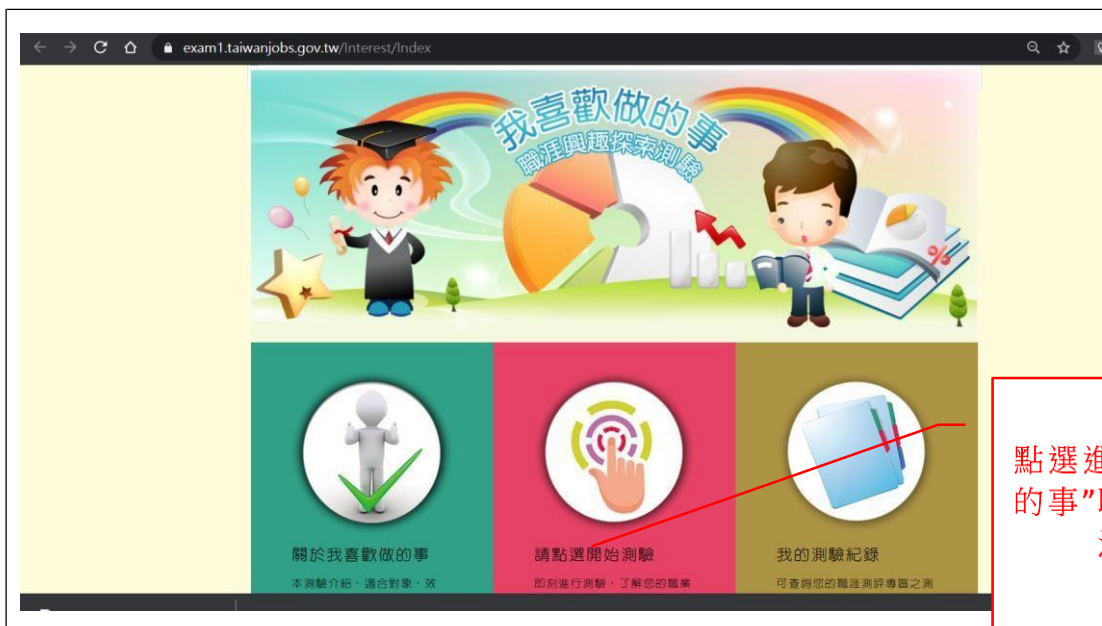 exam1.taiwanjobs.gov.tw/Interest/Index
我喜歡做的事
職涯興趣探索測驗
%
點選進
的事”
關於我喜歡做的事
請點選開始測驗
我的測驗紀錄
本測驗介紹、適合對象、效
即刻進行測驗，了解您的職業
可查詢您的職涯測評專區之測